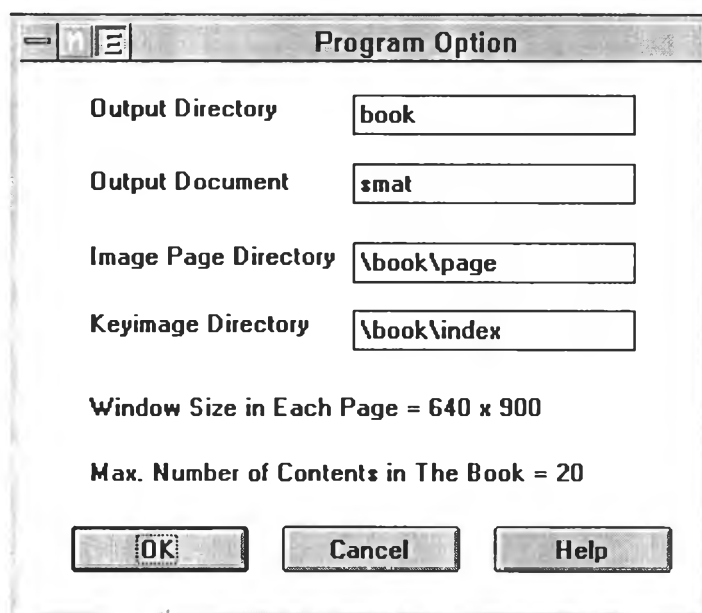 Program Option
Output Directory book
Output Document smat
Image Page Directory \book\page
Keyimage Directory \book\index
Window Size in Each Page = 640 x 900
Max. Number of Contents in The Book = 20
OK Cancel Help